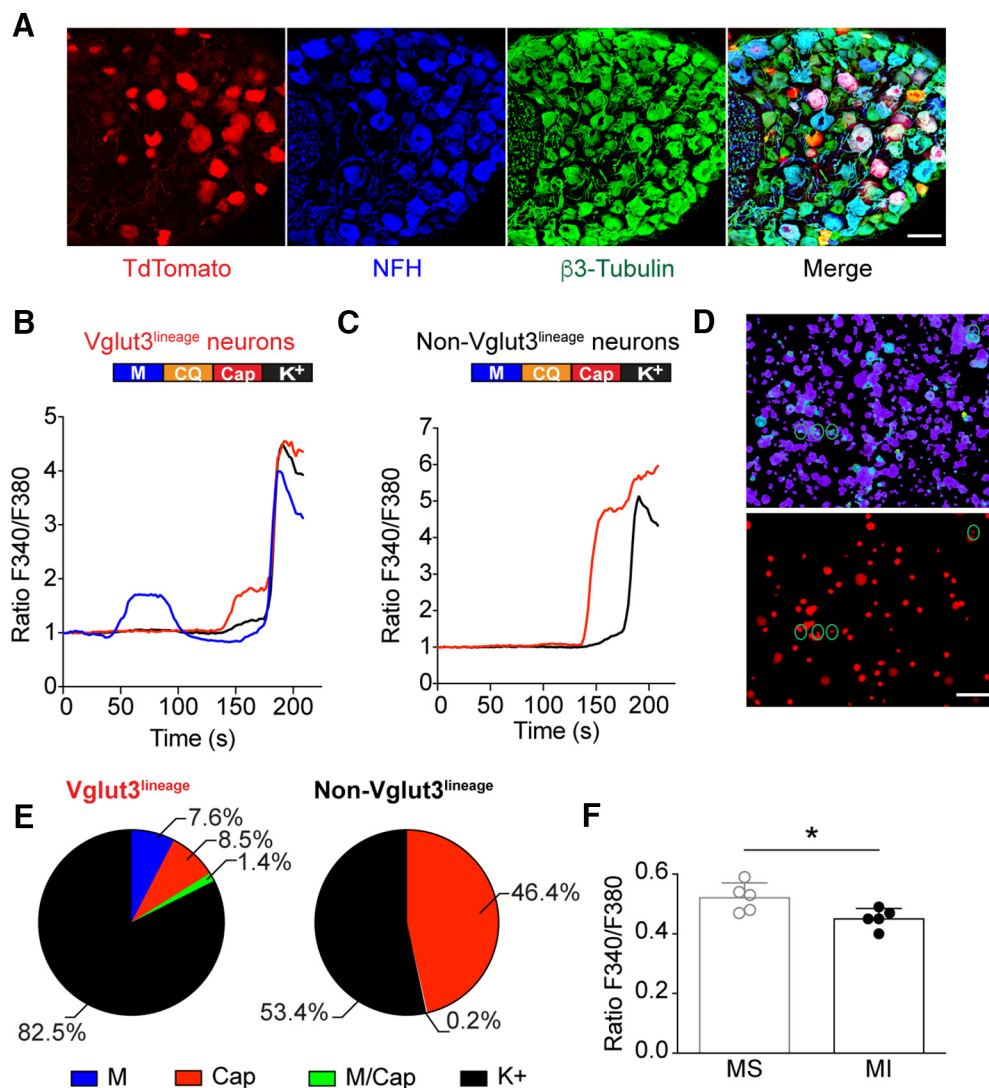 A
TdTomato NFH β3-Tubulin Merge
B
Vglut3lineage neurons
M CQ Cap K+
Ratio F340/F380
5
4
3
2
1
0
0 50 100 150 200
Time (s)
C
Non-Vglut3lineage neurons
M CQ Cap K+
Ratio F340/F380
7
6
5
4
3
2
1
0
0 50 100 150 200
Time (s)
D
E
Vglut3lineage
7.6%
8.5%
1.4%
82.5%
Non-Vglut3lineage
46.4%
53.4%
0.2%
M Cap M/Cap K+
F
*
Ratio F340/F380
0.6
0.4
0.2
0.0
MS MI